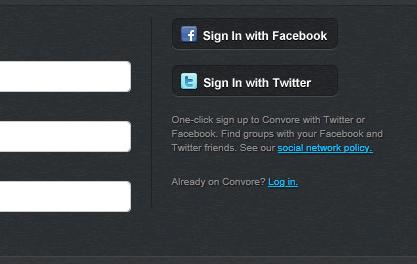 Sign In with Facebook
Sign In with Twitter
One-click sign up to Convore with Twitter or
Facebook. Find groups with your Facebook and
Twitter friends. See our social network policy.
Already on Convore? Log in.